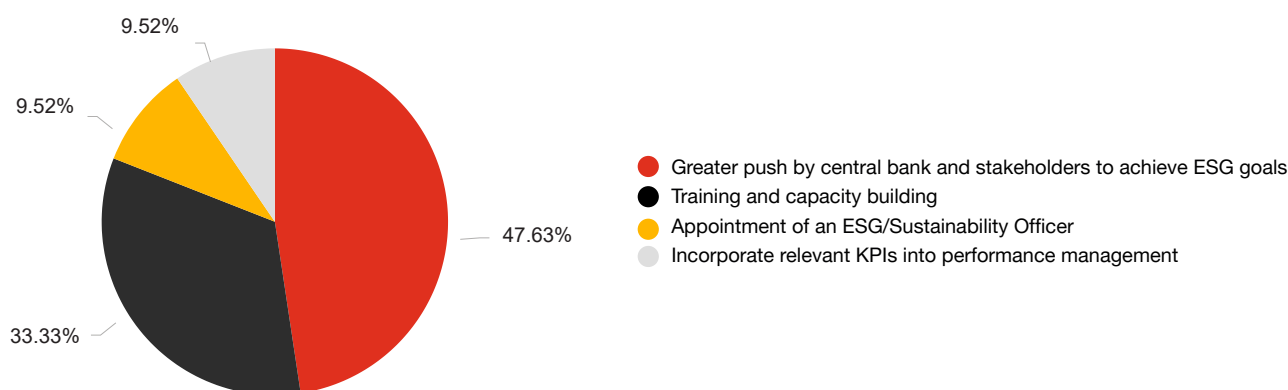 9.52%
9.52%
47.63%
33.33%
Greater push by central bank and stakeholders to achieve ESG goals
Training and capacity building
Appointment of an ESG/Sustainability Officer
Incorporate relevant KPIs into performance management